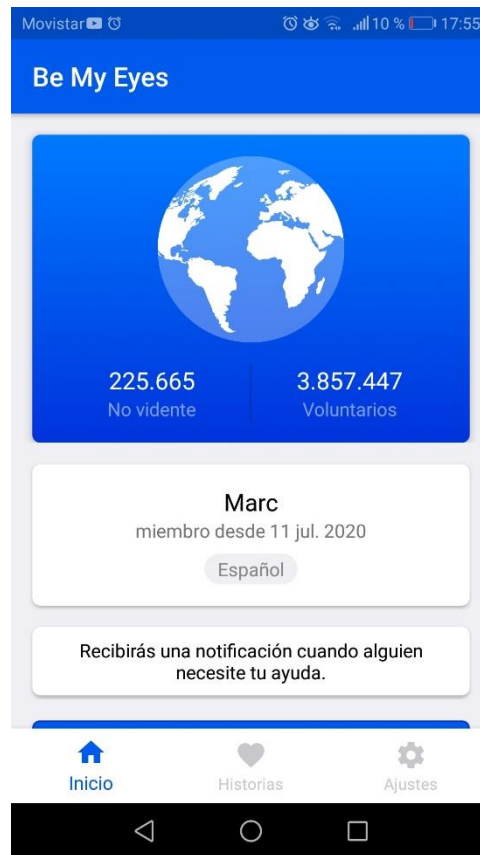 Movistar 10 % 17:55
Be My Eyes
225.665 3.857.447
No vidente Voluntarios
Marc
miembro desde 11 jul. 2020
Español
Recibirás una notificación cuando alguien
necesite tu ayuda.
Inicio Historias Ajustes